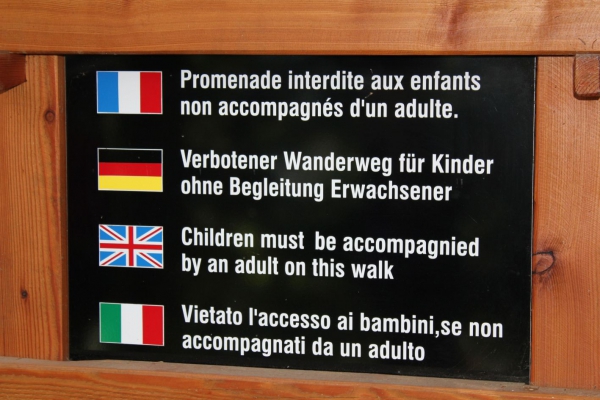 Promenade interdite aux enfants
non accompagnés d'un adulte.
Verbotener Wanderweg für Kinder
ohne Begleitung Erwachsener
Children must be accompagnied
by an adult on this walk
Vietato l'accesso ai bambini,se non
accompagnati da un adulto